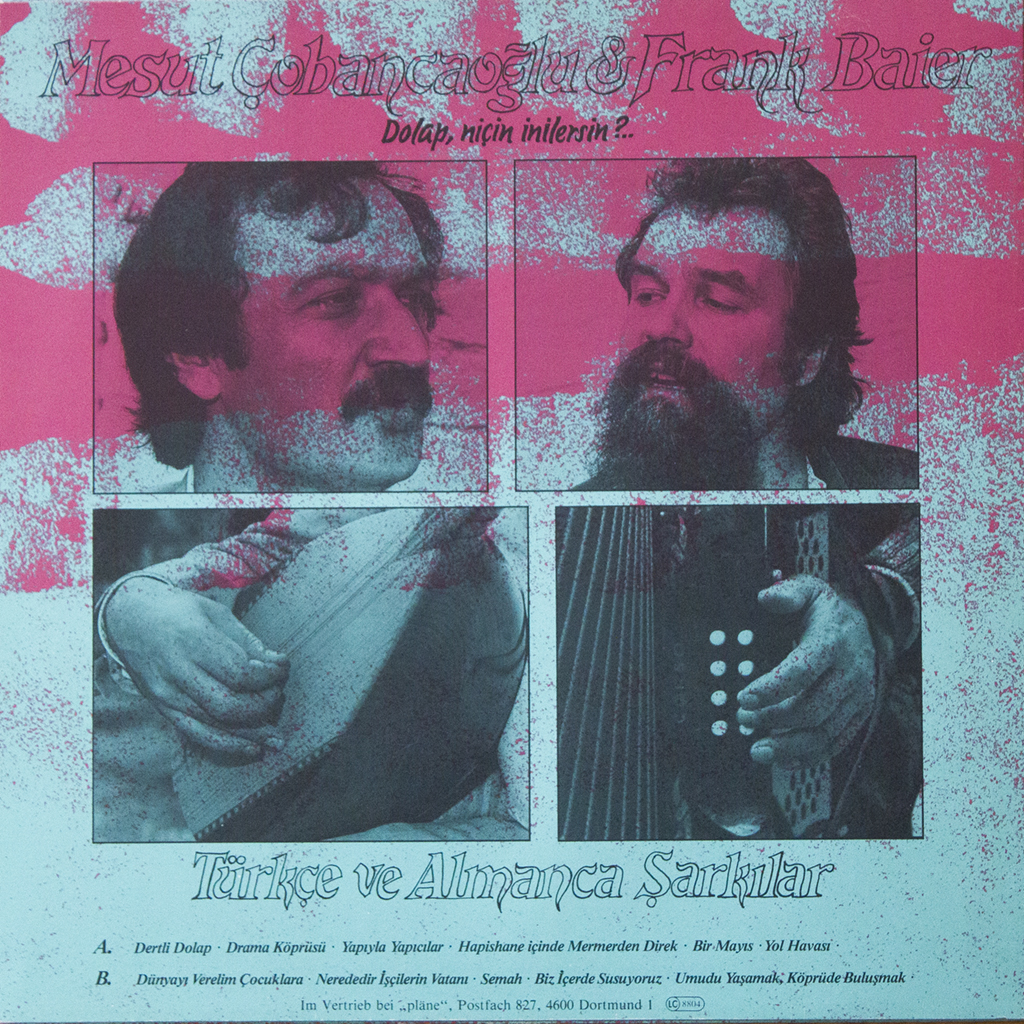 Mesut Çobancaoğlu & Frank Baier
Dolap, niçin inilersin?..
Türkçe ve Almanca Şarkılar
A. Dertli Dolap · Drama Köprüsü · Yapıyla Yapıcılar · Hapishane içinde Mermerden Direk · Bir Mayıs · Yol Havası ·
B. Dünyayı Verelim Çocuklara · Nerededir İşçilerin Vatanı · Semah · Biz İçerde Susuyoruz · Umudu Yaşamak, Köprüde Buluşmak ·
Im Vertrieb bei „pläne“, Postfach 827, 4600 Dortmund 1 LC 8804